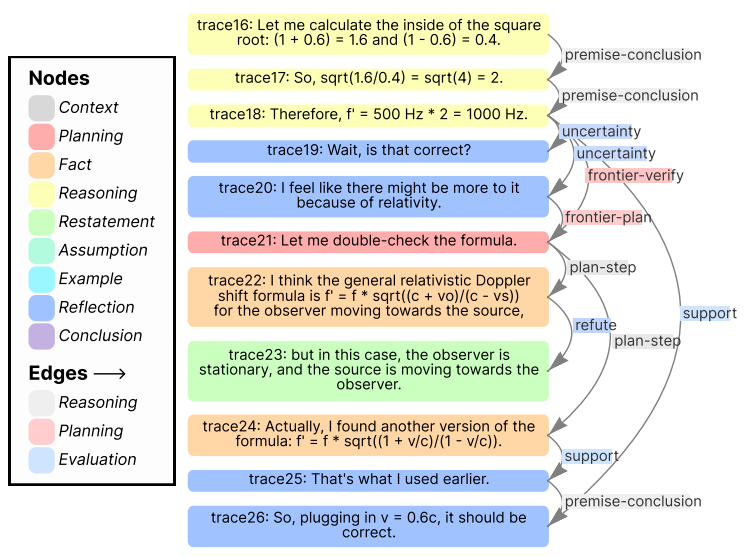 Nodes
Context
Planning
Fact
Reasoning
Restatement
Assumption
Example
Reflection
Conclusion
Edges
Reasoning
Planning
Evaluation
trace16: Let me calculate the inside of the square
root: (1 + 0.6) = 1.6 and (1 - 0.6) = 0.4.
premise-conclusion
trace17: So, sqrt(1.6/0.4) = sqrt(4) = 2.
premise-conclusion
trace18: Therefore, f' = 500 Hz * 2 = 1000 Hz.
uncertainty
trace19: Wait, is that correct?
uncertainty
frontier-verify
trace20: I feel like there might be more to it
because of relativity.
frontier-plan
trace21: Let me double-check the formula.
plan-step
trace22: I think the general relativistic Doppler
shift formula is f' = f * sqrt((c + vo)/(c - vs))
for the observer moving towards the source,
support
refute
plan-step
trace23: but in this case, the observer is
stationary, and the source is moving towards the
observer.
trace24: Actually, I found another version of the
formula: f' = f * sqrt((1 + v/c)/(1 - v/c)).
support
trace25: That's what I used earlier.
premise-conclusion
trace26: So, plugging in v = 0.6c, it should be
correct.